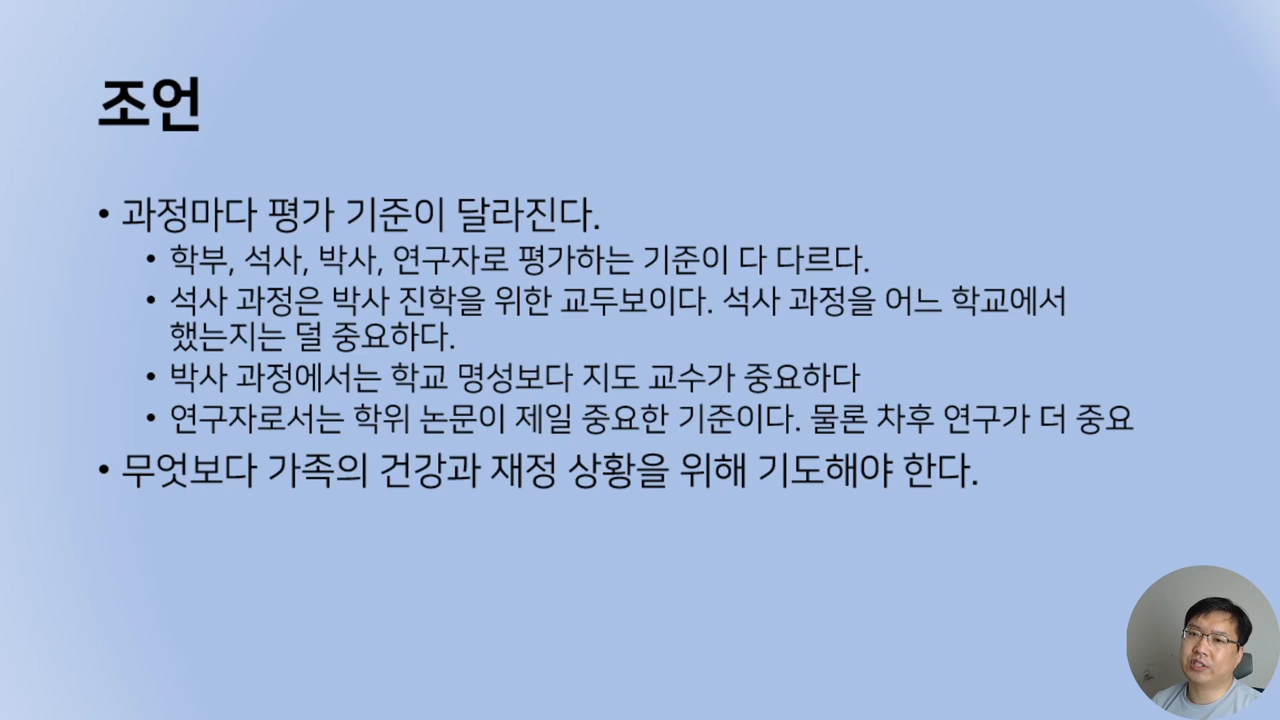 조언
• 과정마다 평가 기준이 달라진다.
• 학부, 석사, 박사, 연구자로 평가하는 기준이 다 다르다.
• 석사 과정은 박사 진학을 위한 교두보이다. 석사 과정을 어느 학교에서
했는지는 덜 중요하다.
• 박사 과정에서는 학교 명성보다 지도 교수가 중요하다
• 연구자로서는 학위 논문이 제일 중요한 기준이다. 물론 차후 연구가 더 중요
• 무엇보다 가족의 건강과 재정 상황을 위해 기도해야 한다.